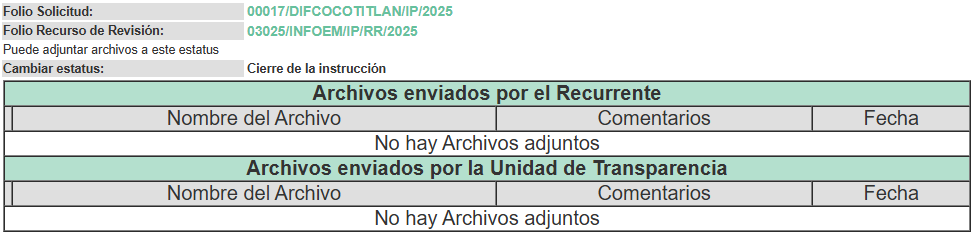 Folio Solicitud: 00017/DIFCOCOTITLAN/IP/2025
Folio Recurso de Revisión: 03025/INFOEM/IP/RR/2025
Puede adjuntar archivos a este estatus
Cambiar estatus: Cierre de la instrucción
Archivos enviados por el Recurrente
Nombre del Archivo Comentarios Fecha
No hay Archivos adjuntos
Archivos enviados por la Unidad de Transparencia
Nombre del Archivo Comentarios Fecha
No hay Archivos adjuntos